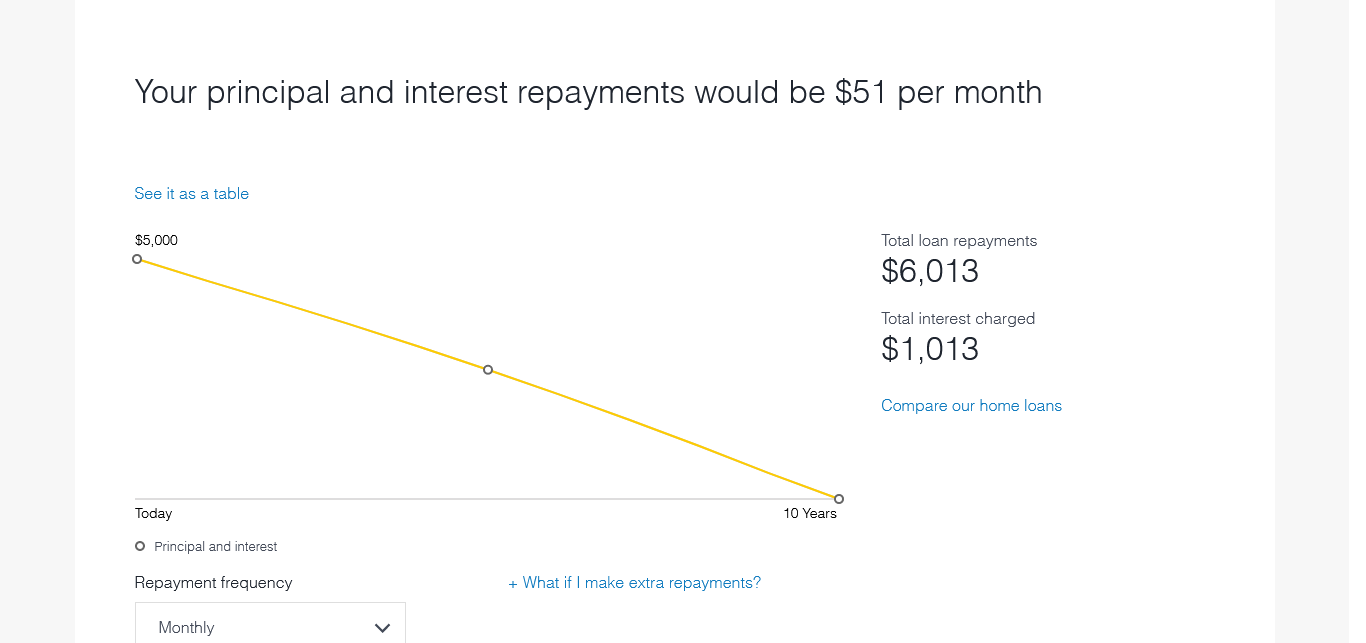 Your principal and interest repayments would be $51 per month
See it as a table
$5,000
Total loan repayments
$6,013
Total interest charged
$1,013
Compare our home loans
Today
10 Years
Principal and interest
Repayment frequency
+ What if I make extra repayments?
Monthly